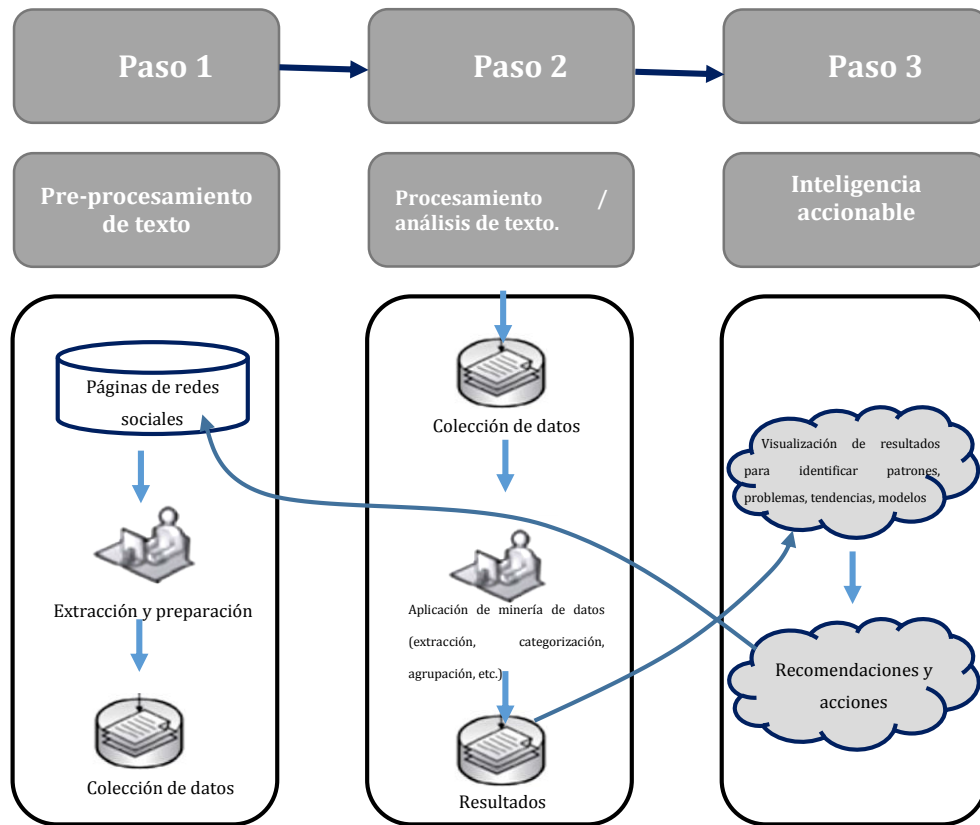 Paso 1
Paso 2
Paso 3
Pre-procesamiento
de texto
Procesamiento /
análisis de texto.
Inteligencia
accionable
Páginas de redes
sociales
Extracción y preparación
Colección de datos
Colección de datos
Aplicación de minería de datos
(extracción, categorización,
agrupación, etc.)
Resultados
Visualización de resultados
para identificar patrones,
problemas, tendencias, modelos
Recomendaciones y
acciones